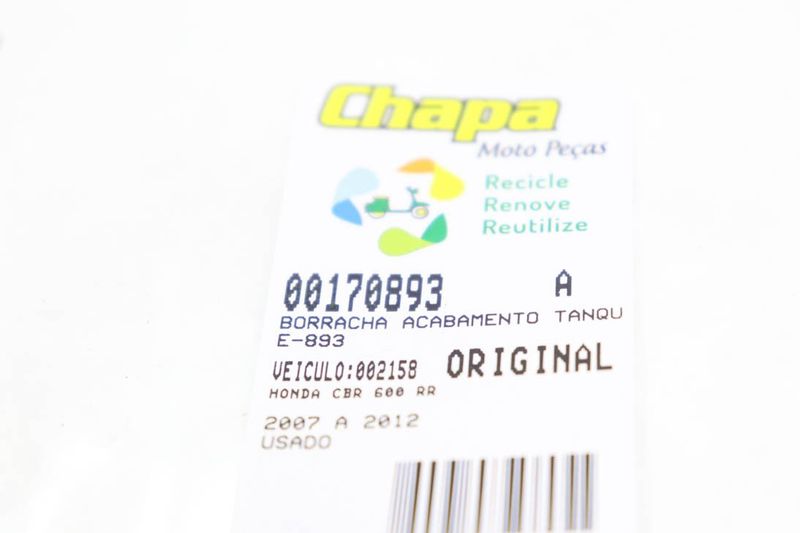 Chapa
Moto Peças
Recicle
Renove
Reutilize
00170893 A
BORRACHA ACABAMENTO TANQU
E-893
VEICULO:002158 ORIGINAL
HONDA CBR 600 RR
2007 A 2012
USADO